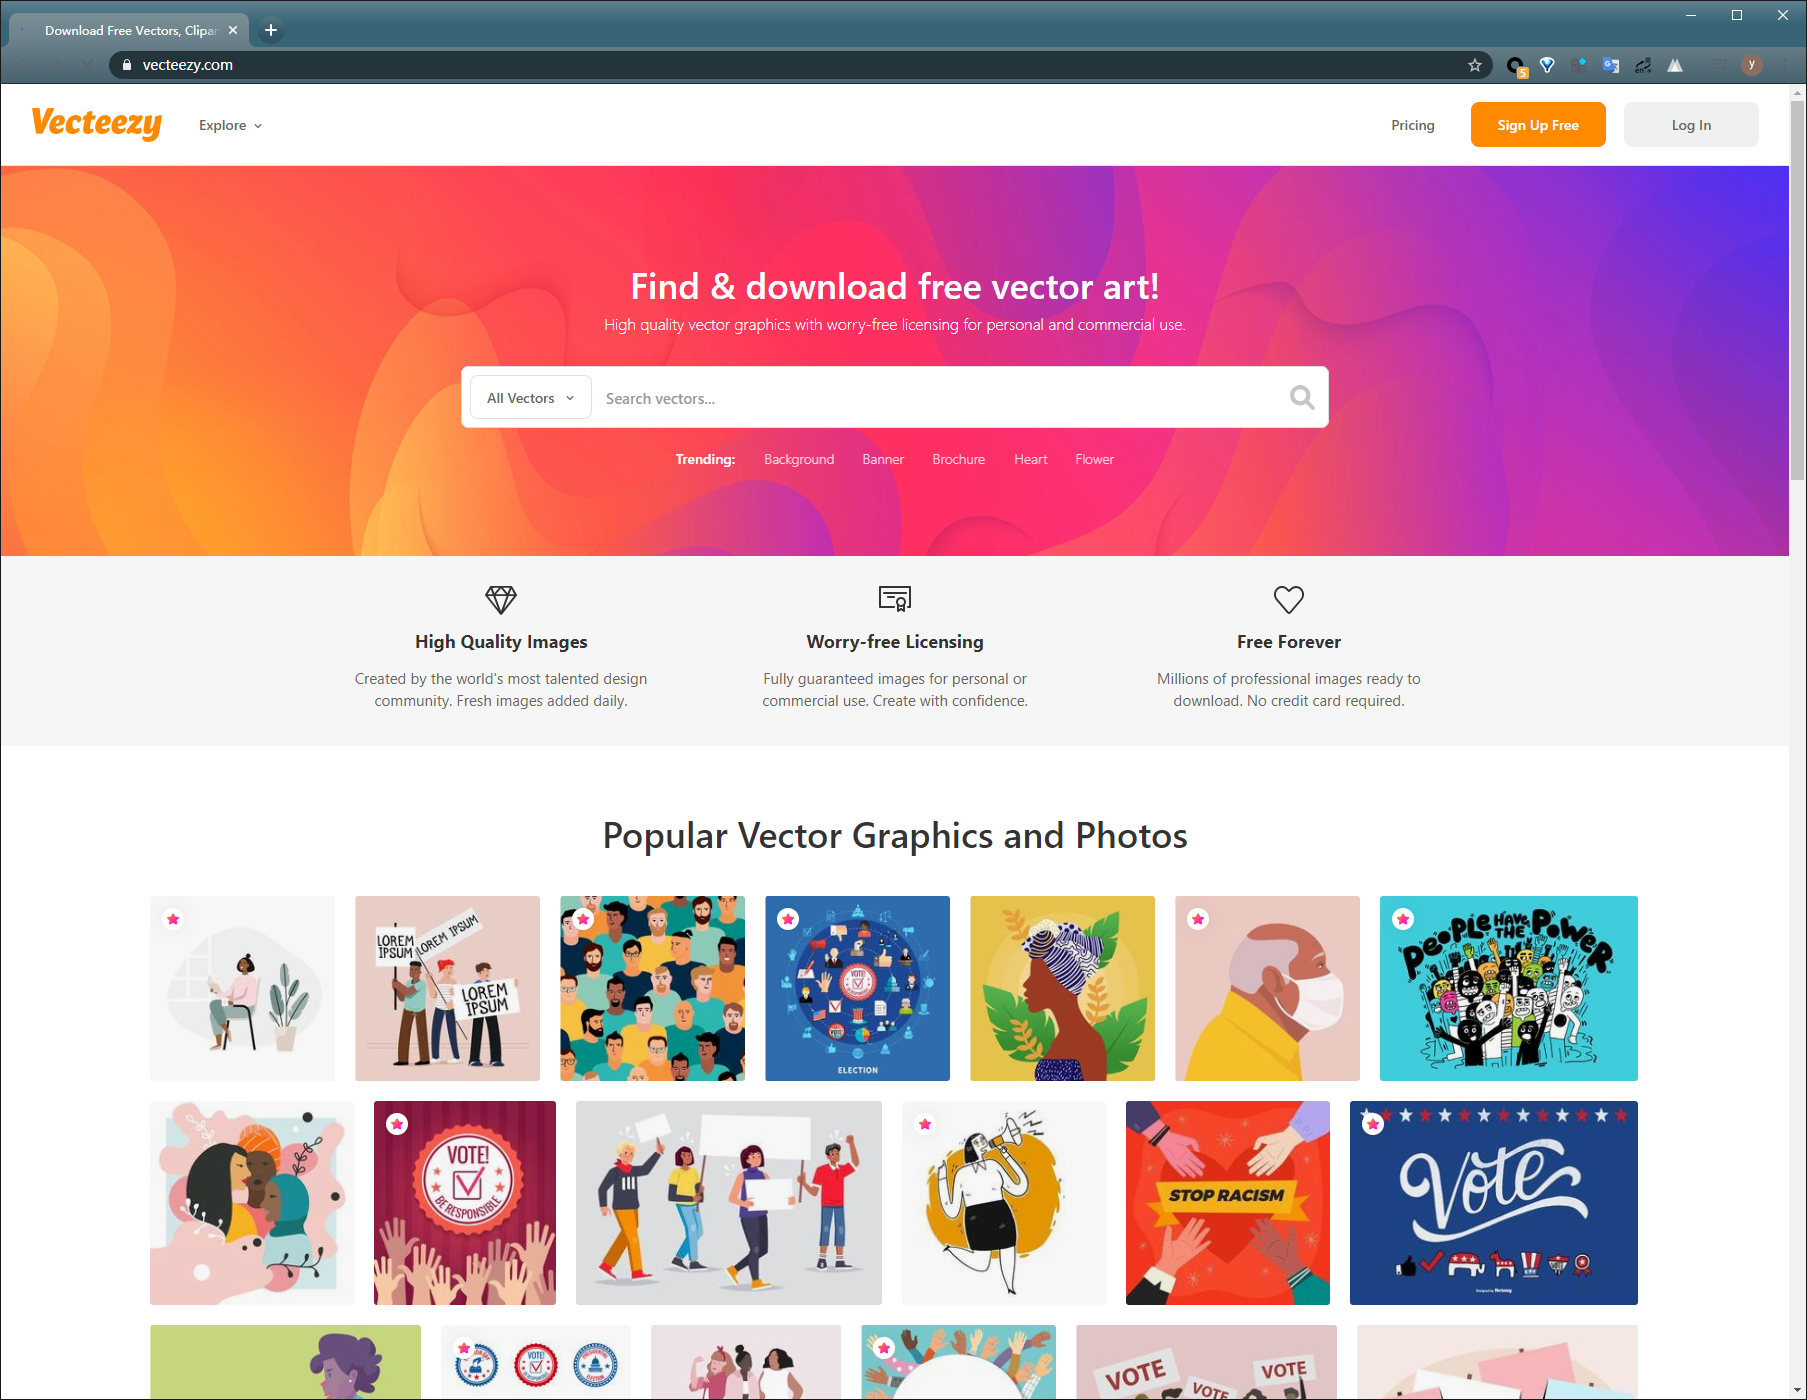 Download Free Vectors, Clipar
vecteezy.com
5
y
Vecteezy
Explore
Pricing
Sign Up Free
Log In
Find & download free vector art!
High quality vector graphics with worry-free licensing for personal and commercial use.
All Vectors
Search vectors...
Trending:
Background
Banner
Brochure
Heart
Flower
High Quality Images
Worry-free Licensing
Free Forever
Created by the world's most talented design
community. Fresh images added daily.
Fully guaranteed images for personal or
commercial use. Create with confidence.
Millions of professional images ready to
download. No credit card required.
Popular Vector Graphics and Photos
LOREM
IPSUM
LOREM IPSUM
LOREM
IPSUM
VOTE!
ELECTION
PEOPLE HAVE
THE POWER
VOTE!
BE RESPONSIBLE
STOP RACISM
Vote
VOTE!
VOTE
VOTE
VOTE